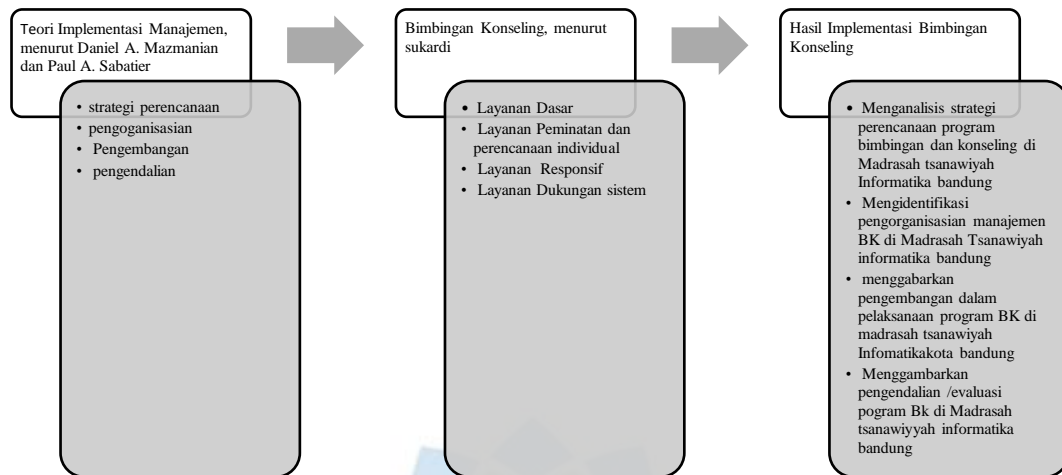 Teori Implementasi Manajemen,
menurut Daniel A. Mazmanian
dan Paul A. Sabatier
• strategi perencanaan
• pengoganisasian
• Pengembangan
• pengendalian
Bimbingan Konseling, menurut
sukardi
• Layanan Dasar
• Layanan Peminatan dan
perencanaan individual
• Layanan Responsif
• Layanan Dukungan sistem
Hasil Implementasi Bimbingan
Konseling
• Menganalisis strategi
perencanaan program
bimbingan dan konseling di
Madrasah tsanawiyah
Informatika bandung
• Mengidentifikasi
pengorganisasian manajemen
BK di Madrasah Tsanawiyah
informatika bandung
• menggabarkan
pengembangan dalam
pelaksanaan program BK di
madrasah tsanawiyah
Infomatikakota bandung
• Menggambarkan
pengendalian /evaluasi
pogram Bk di Madrasah
tsanawiyyah informatika
bandung